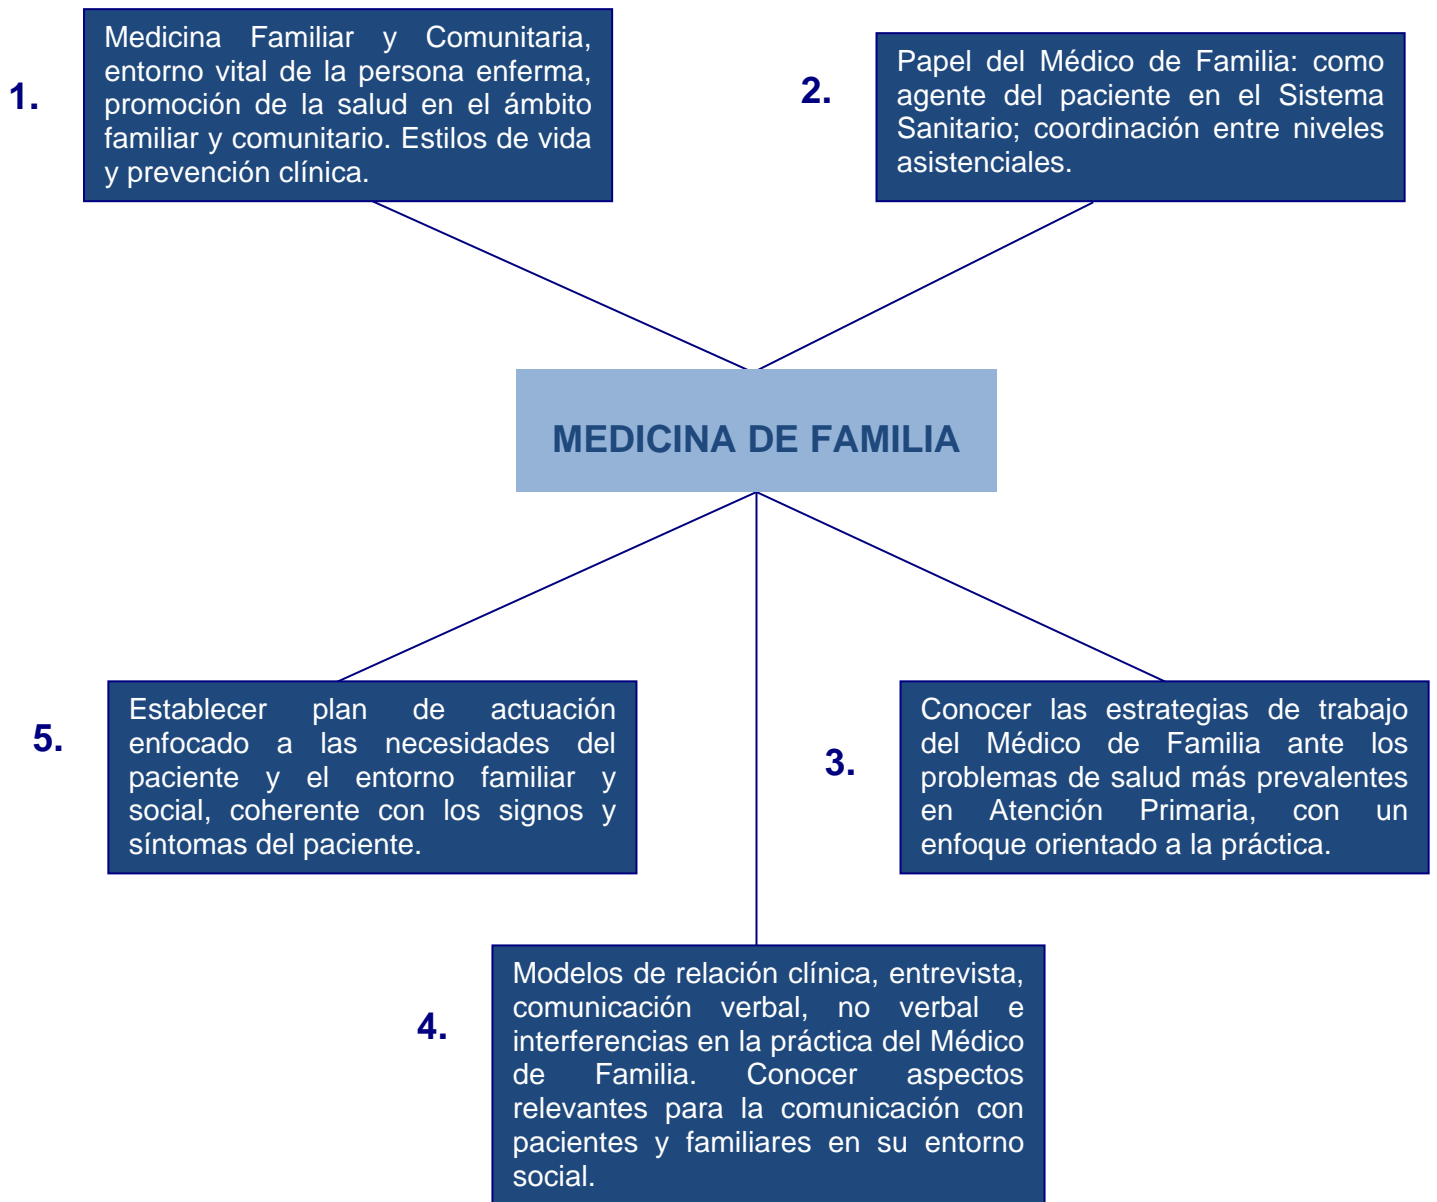 1.
Medicina Familiar y Comunitaria,
entorno vital de la persona enferma,
promoción de la salud en el ámbito
familiar y comunitario. Estilos de vida
y prevención clínica.
2.
Papel del Médico de Familia: como
agente del paciente en el Sistema
Sanitario; coordinación entre niveles
asistenciales.
MEDICINA DE FAMILIA
5.
Establecer plan de actuación
enfocado a las necesidades del
paciente y el entorno familiar y
social, coherente con los signos y
síntomas del paciente.
3.
Conocer las estrategias de trabajo
del Médico de Familia ante los
problemas de salud más prevalentes
en Atención Primaria, con un
enfoque orientado a la práctica.
4.
Modelos de relación clínica, entrevista,
comunicación verbal, no verbal e
interferencias en la práctica del Médico
de Familia. Conocer aspectos
relevantes para la comunicación con
pacientes y familiares en su entorno
social.